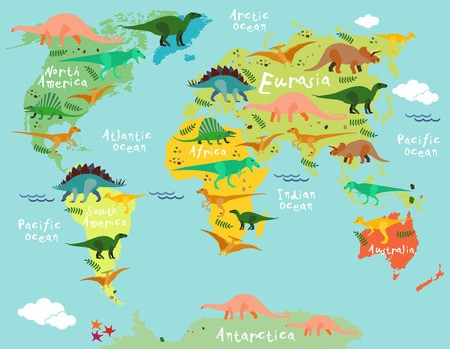 Arctic
Ocean
North
America
Eurasia
Atlantic
Ocean
Africa
Pacific
Ocean
Indian
Ocean
South
America
Pacific
Ocean
Australia
Antarctica